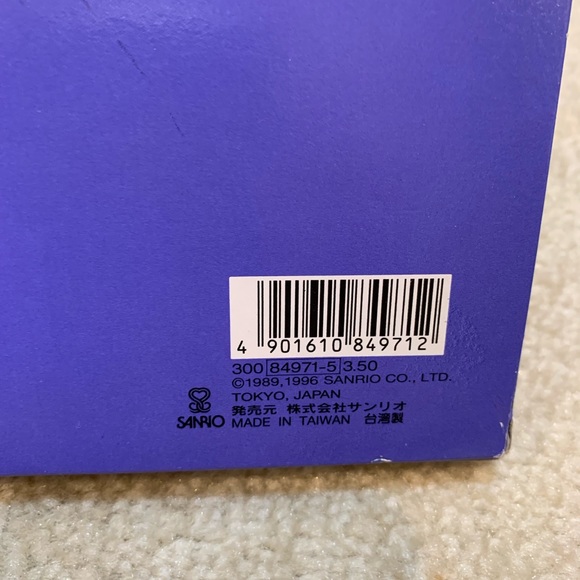 4 901610 849712
300 84971-5 3.50
©1989,1996 SANRIO CO., LTD.
TOKYO, JAPAN
発売元 株式会社サンリオ
SANRIO MADE IN TAIWAN 台湾製